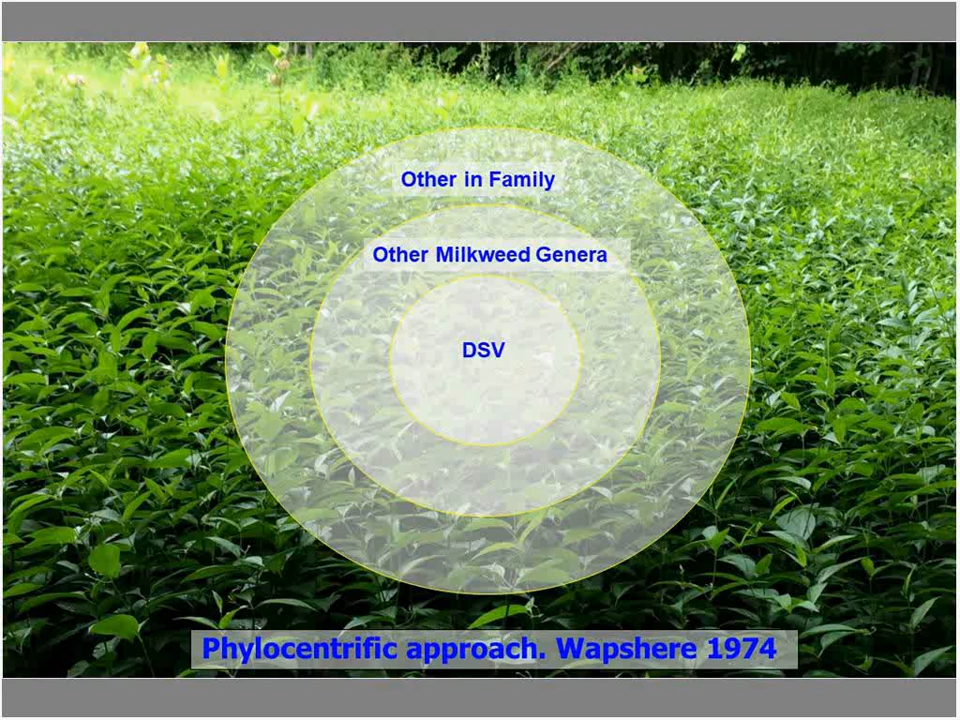 Other in Family
Other Milkweed Genera
DSV
Phylocentrific approach. Wapshere 1974